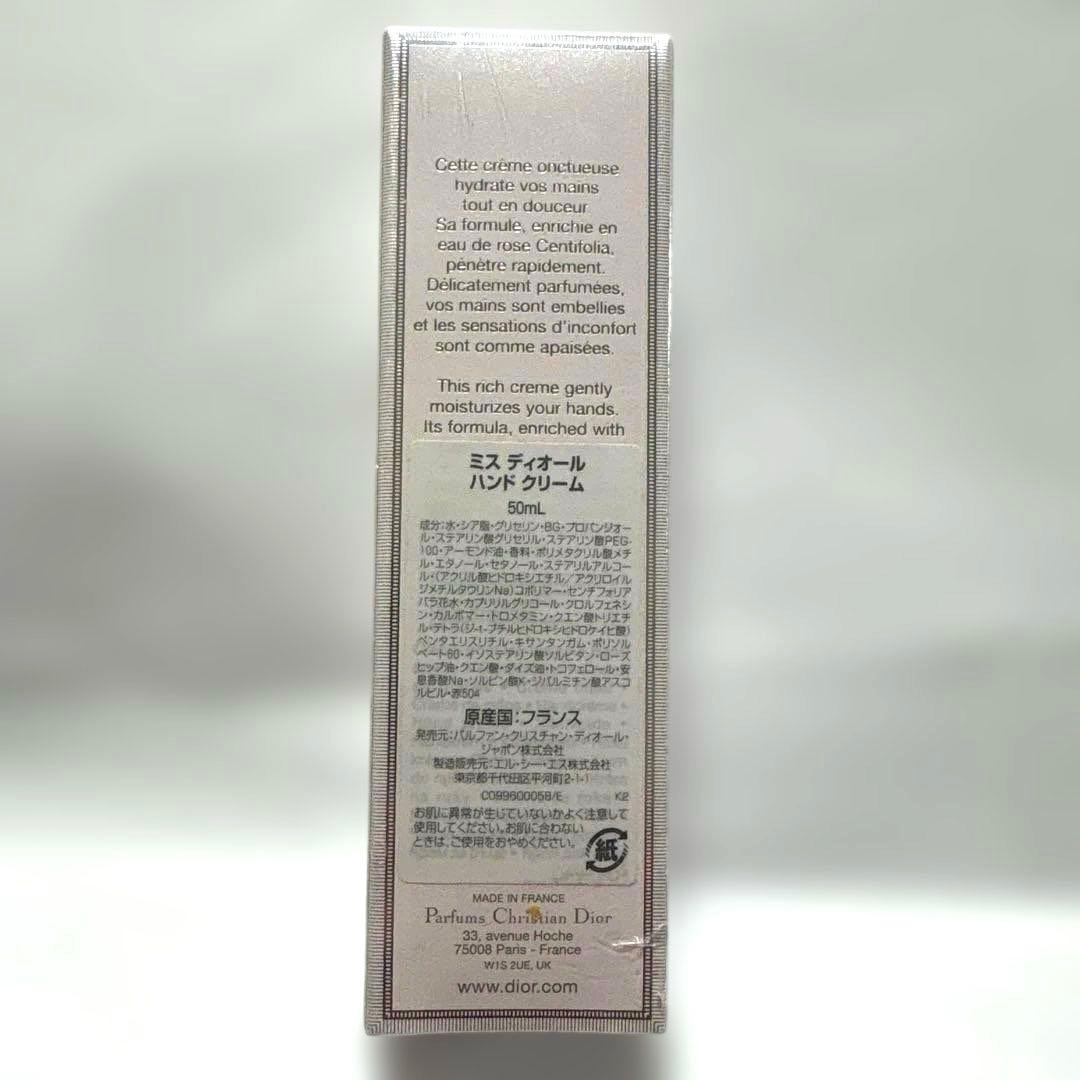 Cette crème onctueuse
hydrate vos mains
tout en douceur
Sa formule, enrichie en
eau de rose Centifolia,
pénètre rapidement.
Délicatement parfumées,
vos mains sont embellies
et les sensations d'inconfort
sont comme apaisées.
This rich creme gently
moisturizes your hands.
Its formula, enriched with
ミス ディオール
ハンド クリーム
50mL
成分:水・シア脂・グリセリン・BG・プロパンジオー
ル・ステアリン酸グリセリル・ステアリン酸PEG-
100・アーモンド油・香料・ポリメタクリル酸メチ
ル・エタノール・セタノール・ステアリルアルコー
ル・(アクリル酸ヒドロキシエチル/アクリロイル
ジメチルタウリンNa)コポリマー・センチフォリア
バラ花水・カプリリルグリコール・クロルフェネシ
ン・カルボマー・トロメタミン・クエン酸トリエチ
ル・テトラ(ジ-t-ブチルヒドロキシヒドロケイヒ酸)
ペンタエリスリチル・キサンタンガム・ポリソル
ベート60・イソステアリン酸ソルビタン・ローズ
ヒップ油・クエン酸・ダイズ油・トコフェロール・安
息香酸Na・ソルビン酸K・ジパルミチン酸アスコ
ルビル・赤504
原産国:フランス
発売元:パルファン・クリスチャン・ディオール・
ジャポン株式会社
製造販売元:エル・シー・エス株式会社
東京都千代田区平河町2-1-1
C099600058/E K2
お肌に異常が生じていないかよく注意して
使用してください。お肌に合わない
ときは、ご使用をおやめください。
紙
MADE IN FRANCE
Parfums Christian Dior
33, avenue Hoche
75008 Paris - France
W1S 2UE, UK
www.dior.com